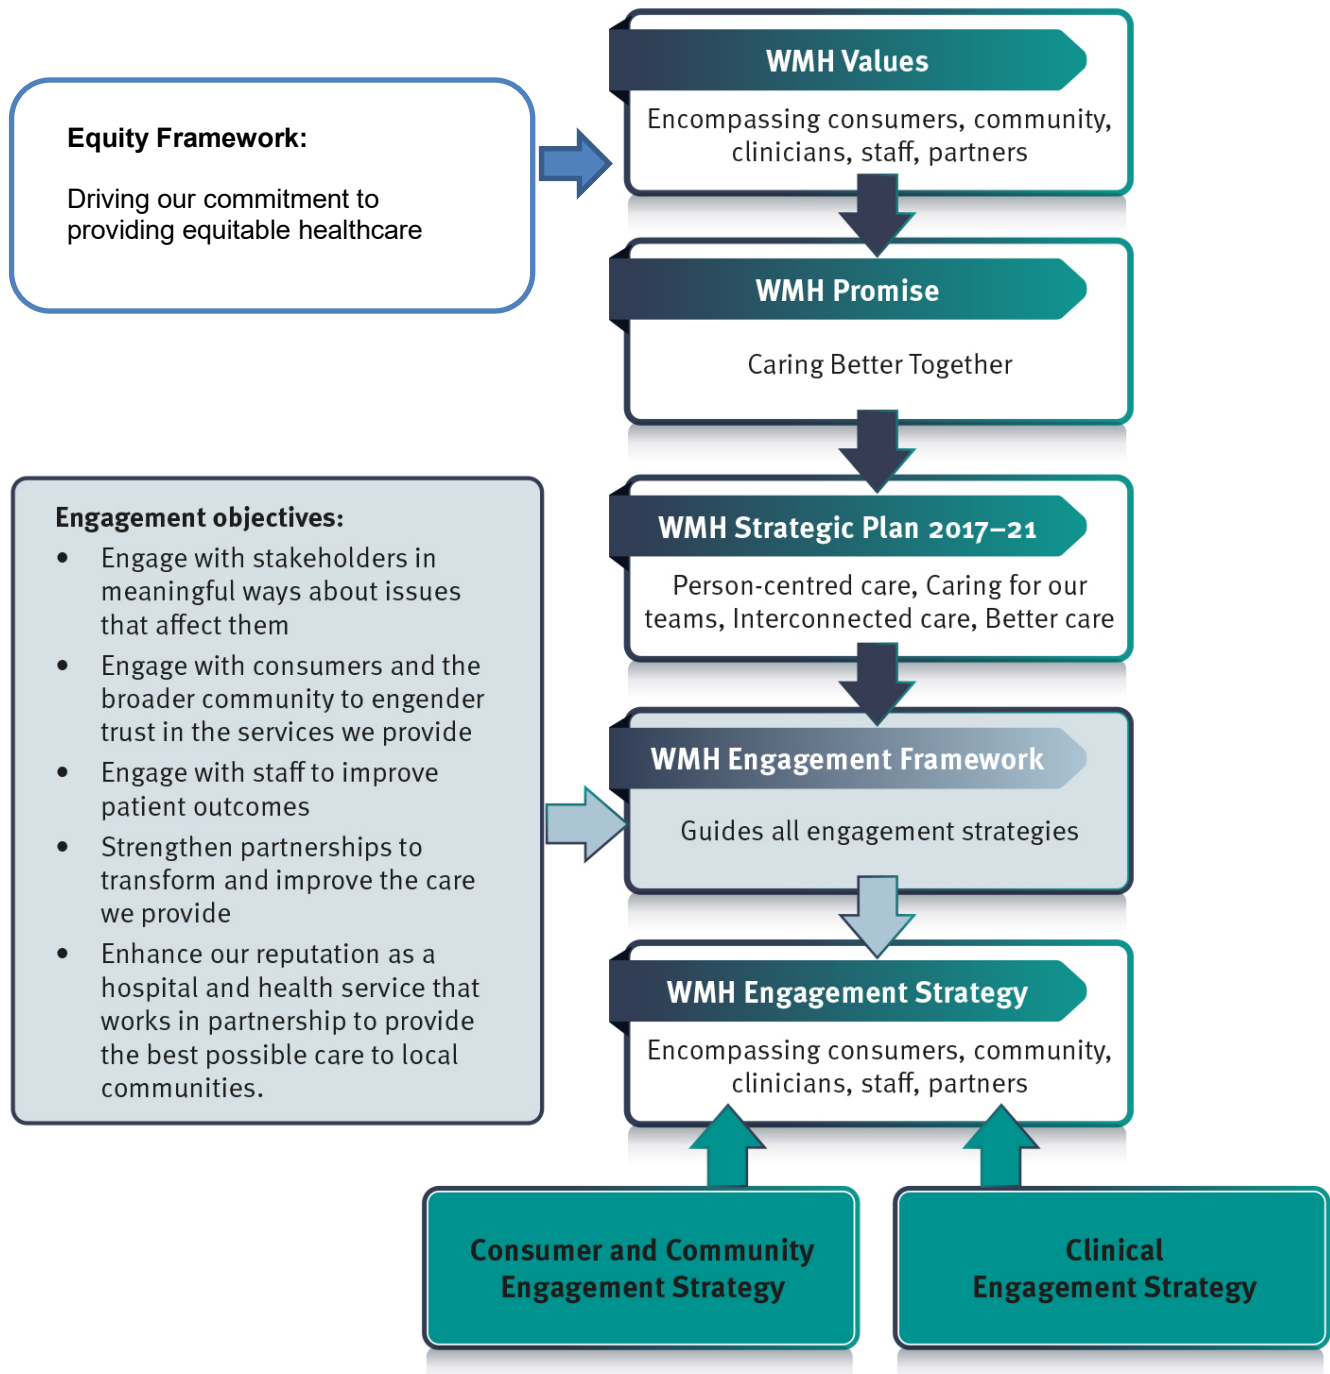 Equity Framework:
Driving our commitment to
providing equitable healthcare
WMH Values
Encompassing consumers, community,
clinicians, staff, partners
WMH Promise
Caring Better Together
WMH Strategic Plan 2017–21
Person-centred care, Caring for our
teams, Interconnected care, Better care
Engagement objectives:
• Engage with stakeholders in
meaningful ways about issues
that affect them
• Engage with consumers and the
broader community to engender
trust in the services we provide
• Engage with staff to improve
patient outcomes
• Strengthen partnerships to
transform and improve the care
we provide
• Enhance our reputation as a
hospital and health service that
works in partnership to provide
the best possible care to local
communities.
WMH Engagement Framework
Guides all engagement strategies
WMH Engagement Strategy
Encompassing consumers, community,
clinicians, staff, partners
Consumer and Community
Engagement Strategy
Clinical
Engagement Strategy